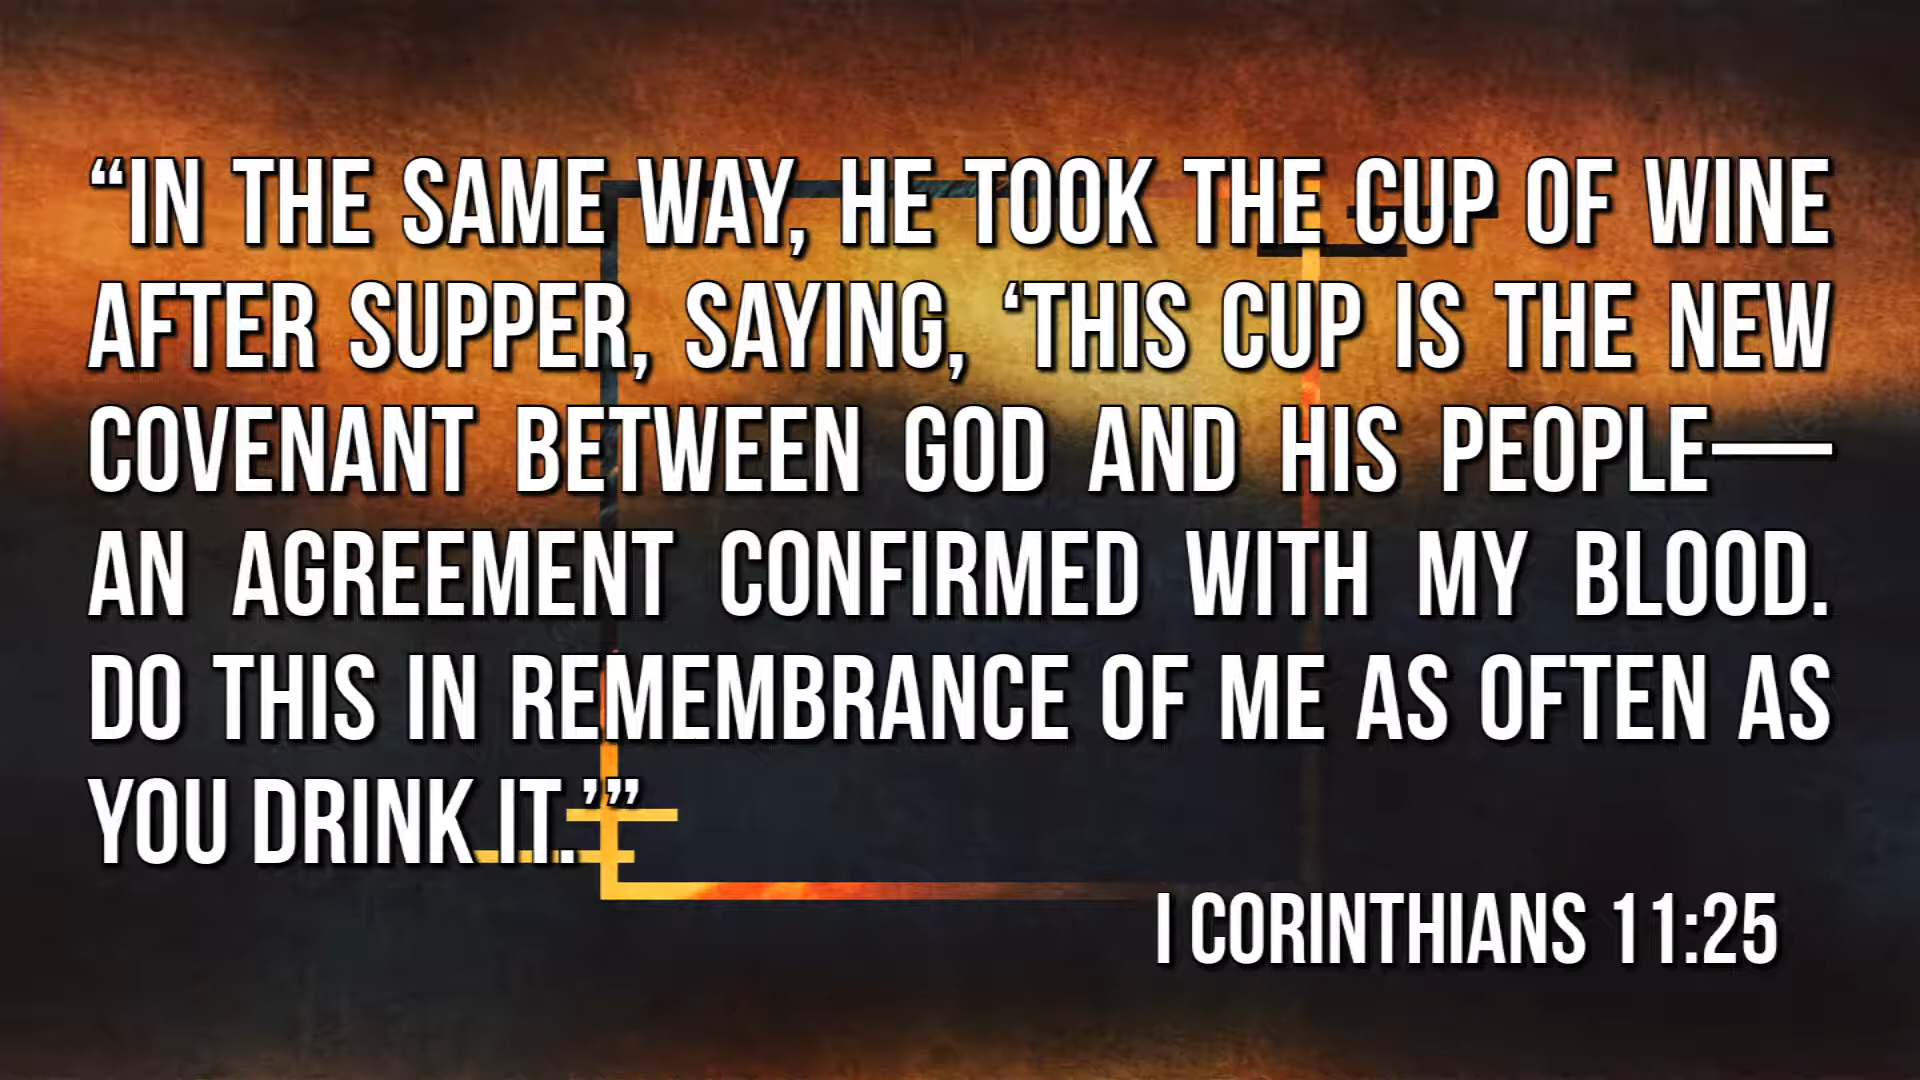 “IN THE SAME WAY, HE TOOK THE CUP OF WINE
AFTER SUPPER, SAYING, ‘THIS CUP IS THE NEW
COVENANT BETWEEN GOD AND HIS PEOPLE—
AN AGREEMENT CONFIRMED WITH MY BLOOD.
DO THIS IN REMEMBRANCE OF ME AS OFTEN AS
YOU DRINK IT.’”
I CORINTHIANS 11:25